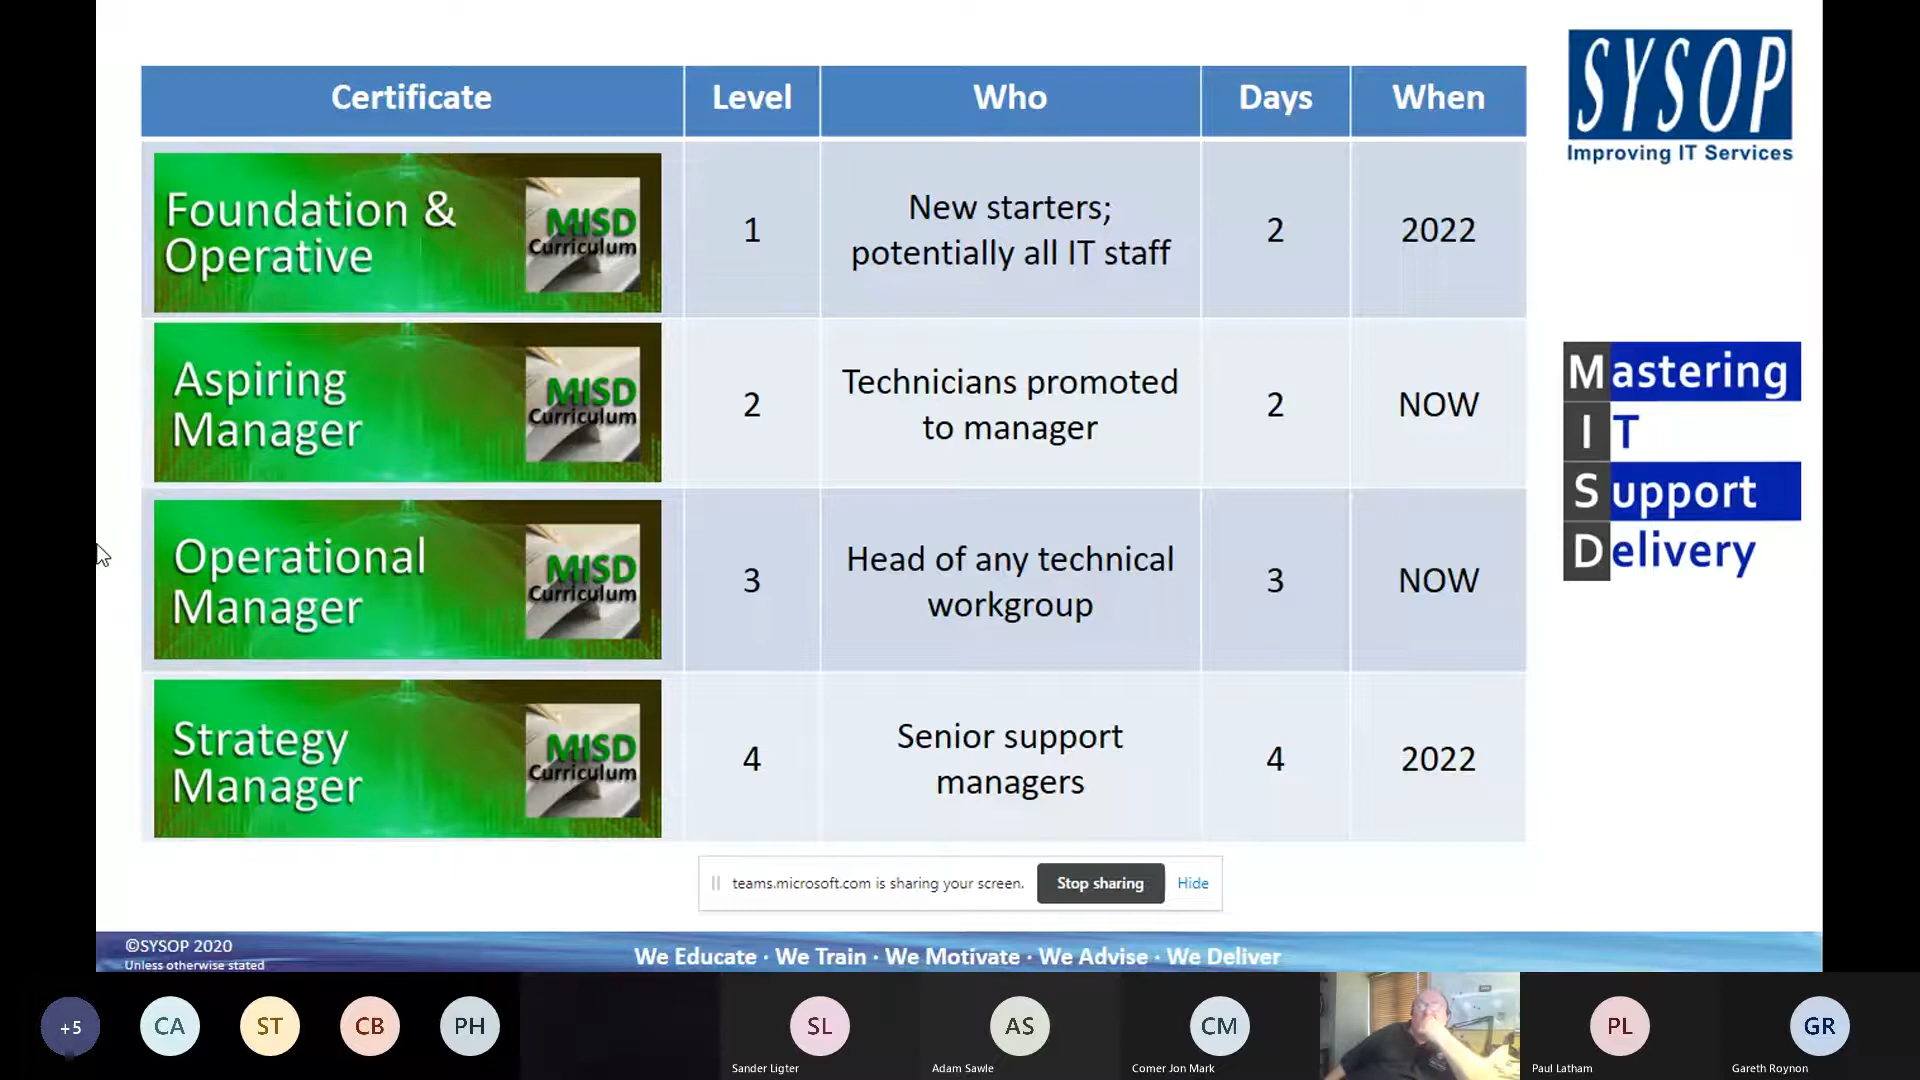 Certificate Level Who Days When
Foundation &
Operative
MISD
Curriculum
1
New starters;
potentially all IT staff
2
2022
Aspiring
Manager
MISD
Curriculum
2
Technicians promoted
to manager
2
NOW
Operational
Manager
MISD
Curriculum
3
Head of any technical
workgroup
3
NOW
Strategy
Manager
MISD
Curriculum
4
Senior support
managers
4
2022
SYSOP
Improving IT Services
Mastering
IT
Support
Delivery
teams.microsoft.com is sharing your screen. Stop sharing Hide
©SYSOP 2020
Unless otherwise stated
We Educate · We Train · We Motivate · We Advise · We Deliver
+5 CA ST CB PH SL AS CM PL GR
Sander Ligter Adam Sawle Comer Jon Mark Paul Latham Gareth Roynon